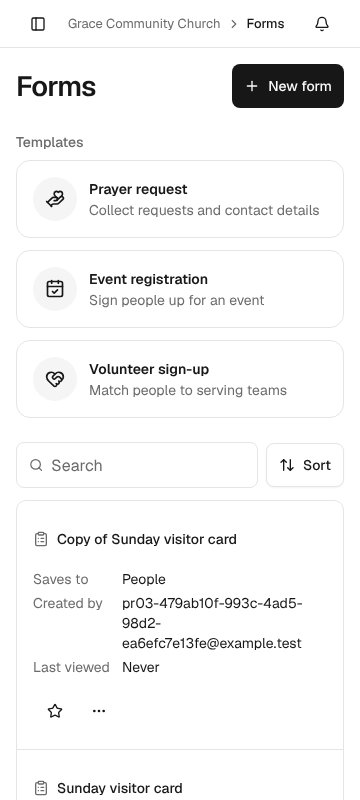 Grace Community Church > Forms
Forms
New form
Templates
Prayer request
Collect requests and contact details
Event registration
Sign people up for an event
Volunteer sign-up
Match people to serving teams
Search
Sort
Copy of Sunday visitor card
Saves to People
Created by pr03-479ab10f-993c-4ad5-
98d2-
ea6efc7e13fe@example.test
Last viewed Never
Sunday visitor card